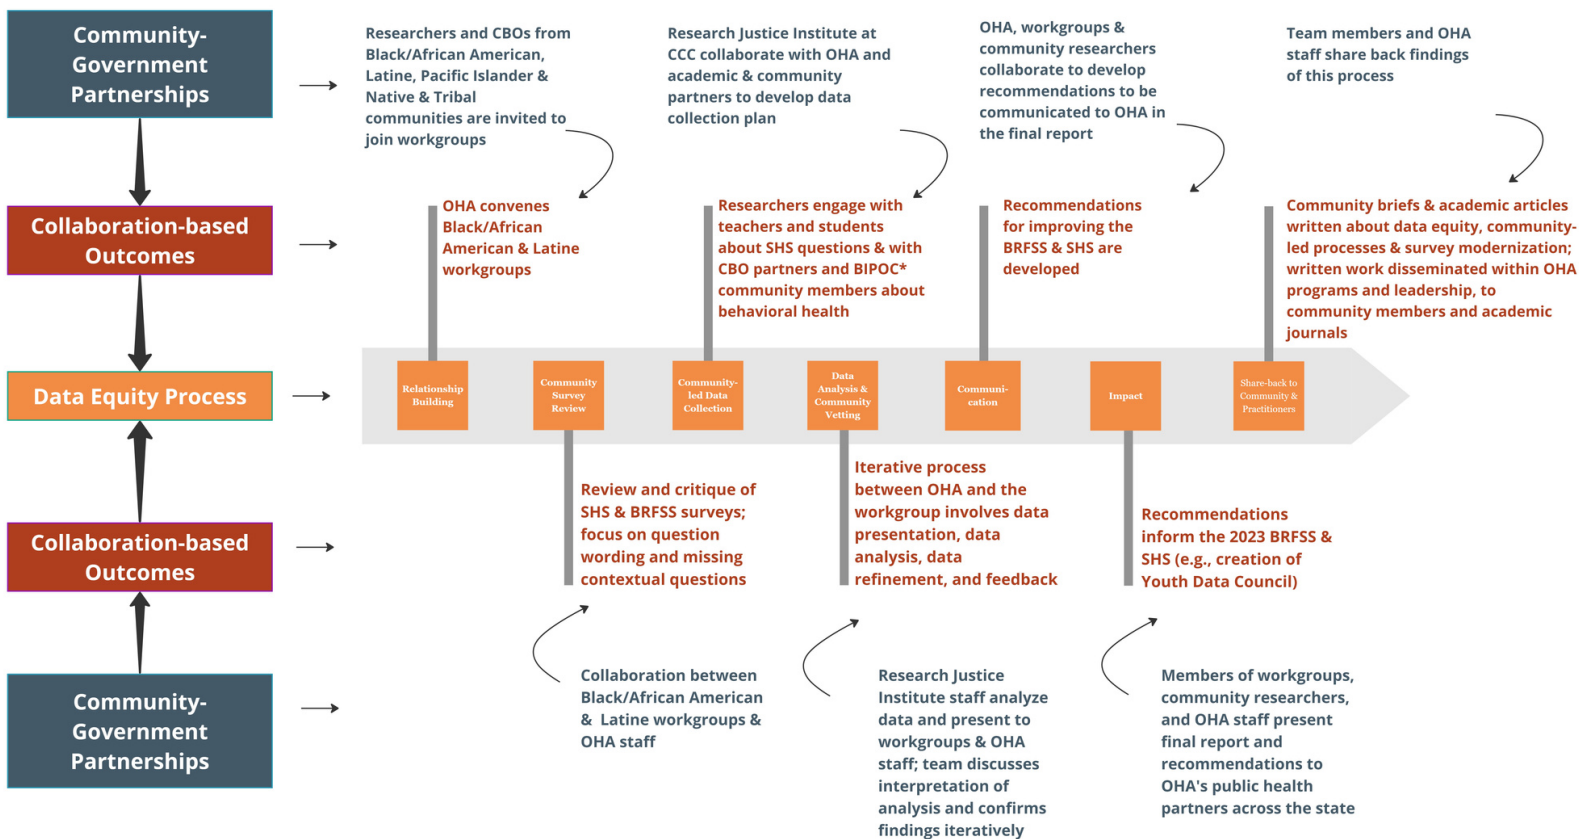 Community-
Government
Partnerships
Researchers and CBOs from
Black/African American,
Latine, Pacific Islander &
Native & Tribal
communities are invited to
join workgroups
Research Justice Institute at
CCC collaborate with OHA and
academic & community
partners to develop data
collection plan
OHA, workgroups &
community researchers
collaborate to develop
recommendations to be
communicated to OHA in
the final report
Team members and OHA
staff share back findings
of this process
Collaboration-based
Outcomes
OHA convenes
Black/African
American & Latine
workgroups
Researchers engage with
teachers and students
about SHS questions & with
CBO partners and BIPOC*
community members about
behavioral health
Recommendations
for improving the
BRFSS & SHS are
developed
Community briefs & academic articles
written about data equity, community-
led processes & survey modernization;
written work disseminated within OHA
programs and leadership, to
community members and academic
journals
Data Equity Process
Relationship
Building
Community
Survey
Review
Community-
led Data
Collection
Data
Analysis &
Community
Vetting
Communi-
cation
Impact
Share-back to
Community &
Practitioners
Collaboration-based
Outcomes
Review and critique of
SHS & BRFSS surveys;
focus on question
wording and missing
contextual questions
Iterative process
between OHA and the
workgroup involves data
presentation, data
analysis, data
refinement, and feedback
Recommendations
inform the 2023 BRFSS &
SHS (e.g., creation of
Youth Data Council)
Community-
Government
Partnerships
Collaboration between
Black/African American
& Latine workgroups &
OHA staff
Research Justice
Institute staff analyze
data and present to
workgroups & OHA
staff; team discusses
interpretation of
analysis and confirms
findings iteratively
Members of workgroups,
community researchers,
and OHA staff present
final report and
recommendations to
OHA's public health
partners across the state